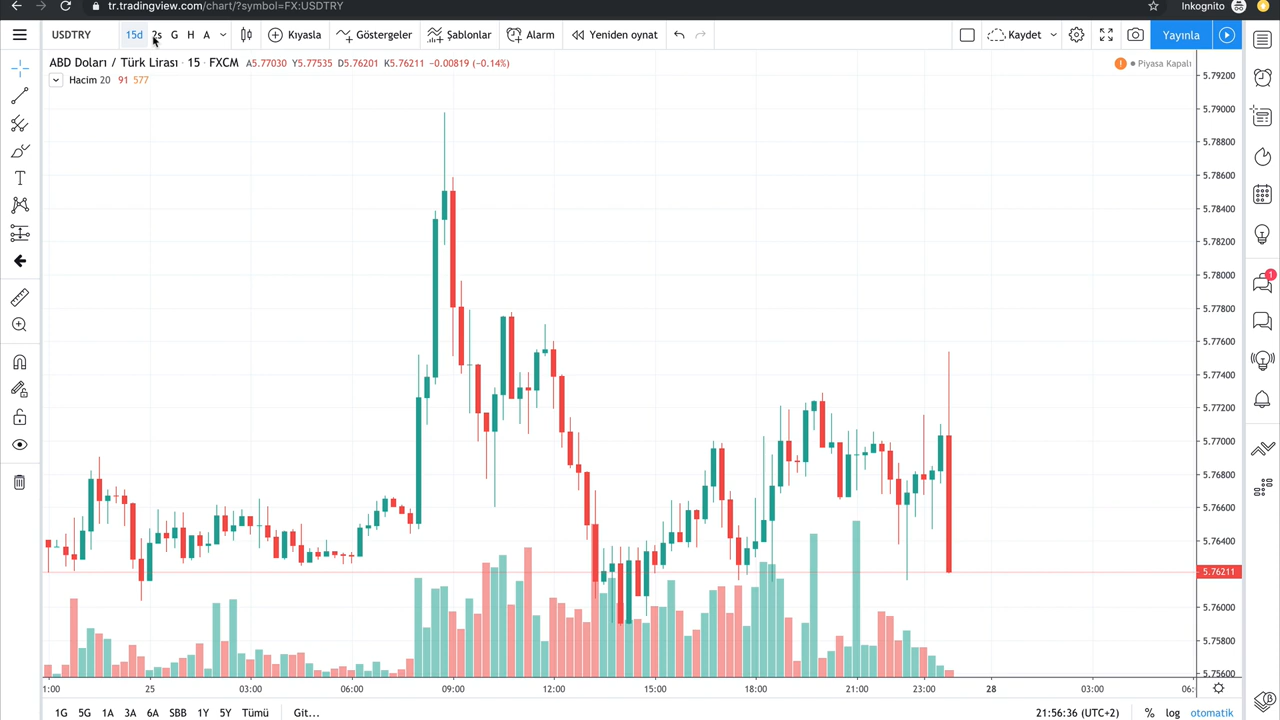 tr.tradingview.com/chart/?symbol=FX:USDTRY
Inkognito
USDTRY 15d 2s G H A Kıyasla Göstergeler Şablonlar Alarm Yeniden oynat Kaydet Yayınla
ABD Doları / Türk Lirası · 15 · FXCM A5.77030 Y5.77535 D5.76201 K5.76211 −0.00819 (−0.14%)
Piyasa Kapalı
Hacim 20 91 577
5.79200
5.79000
5.78800
5.78600
5.78400
5.78200
5.78000
5.77800
5.77600
5.77400
5.77200
5.77000
5.76800
5.76600
5.76400
5.76211
5.76000
5.75800
5.75600
1
1:00 25 03:00 06:00 09:00 12:00 15:00 18:00 21:00 23:00 28 03:00 06:
1G 5G 1A 3A 6A SBB 1Y 5Y Tümü Git... 21:56:36 (UTC+2) % log otomatik